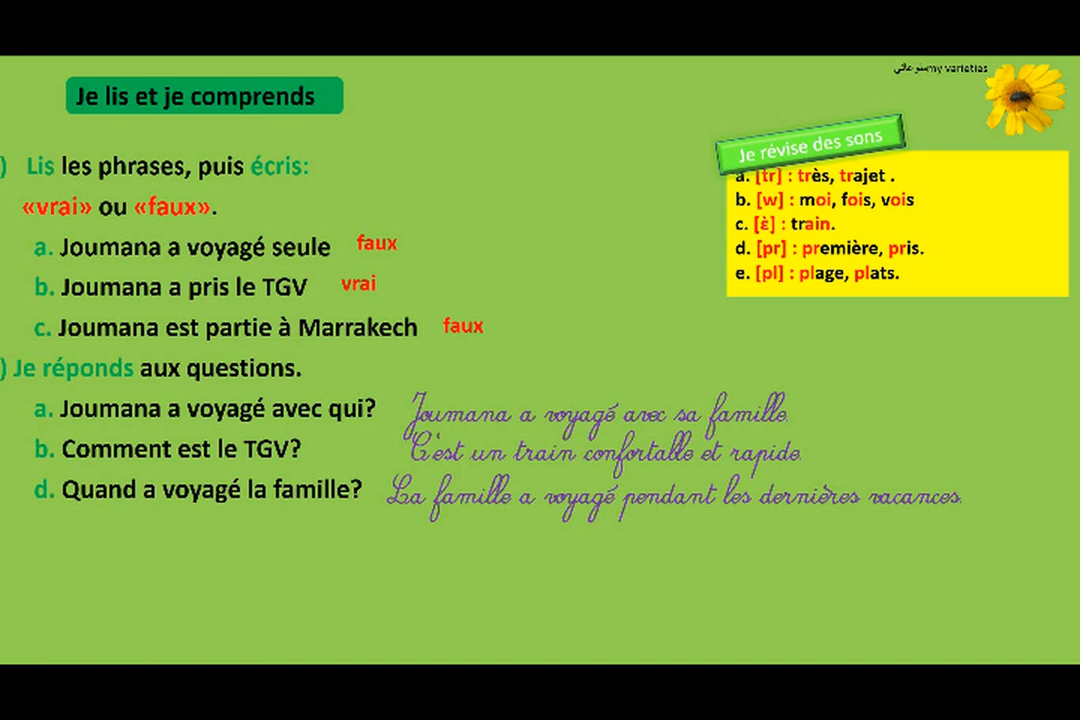 منوعاتي my varieties
Je lis et je comprends
) Lis les phrases, puis écris:
«vrai» ou «faux».
a. Joumana a voyagé seule faux
b. Joumana a pris le TGV vrai
c. Joumana est partie à Marrakech faux
) Je réponds aux questions.
a. Joumana a voyagé avec qui? Joumana a voyagé avec sa famille.
b. Comment est le TGV? C'est un train confortalle et rapide.
d. Quand a voyagé la famille? La famille a voyagé pendant les dernières vacances.
Je révise des sons
a. [tr] : très, trajet .
b. [w] : moi, fois, vois
c. [ɛ̇] : train.
d. [pr] : première, pris.
e. [pl] : plage, plats.